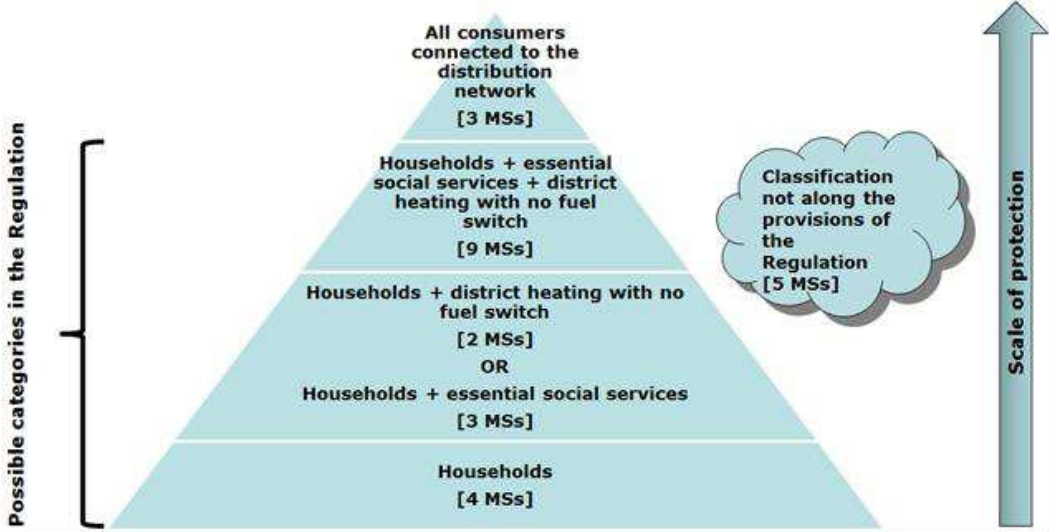 All consumers
connected to the
distribution
network
[3 MSs]
Households + essential
social services + district
heating with no fuel
switch
[9 MSs]
Households + district heating with no
fuel switch
[2 MSs]
OR
Households + essential social services
[3 MSs]
Households
[4 MSs]
Possible categories in the Regulation
Classification
not along the
provisions of
the
Regulation
[5 MSs]
Scale of protection